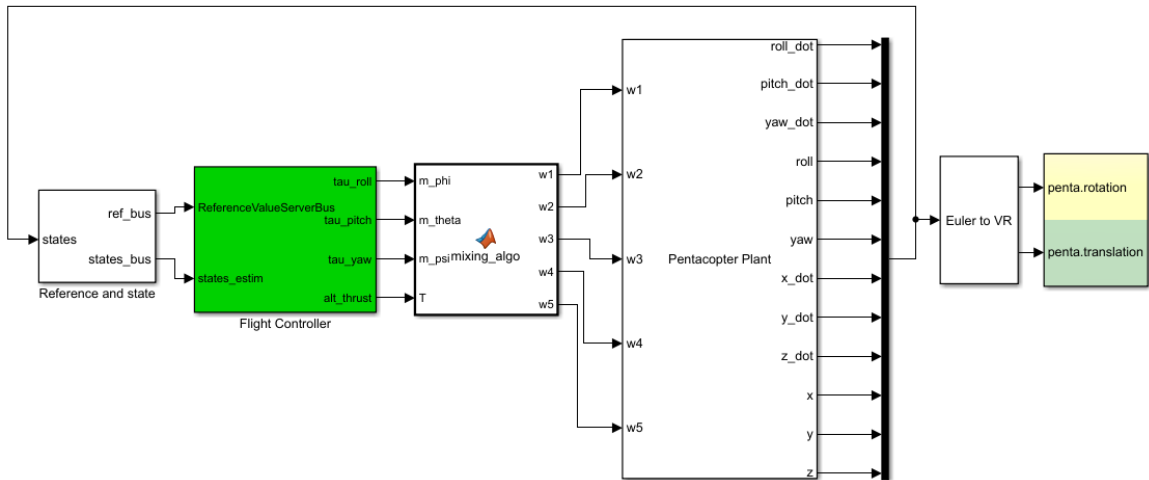 states
ref_bus
states_bus
Reference and state
ReferenceValueServerBus
states_estim
tau_roll
tau_pitch
tau_yaw
alt_thrust
Flight Controller
m_phi
m_theta
m_psi
T
mixing_algo
w1
w2
w3
w4
w5
w1
w2
w3
w4
w5
Pentacopter Plant
roll_dot
pitch_dot
yaw_dot
roll
pitch
yaw
x_dot
y_dot
z_dot
x
y
z
Euler to VR
penta.rotation
penta.translation